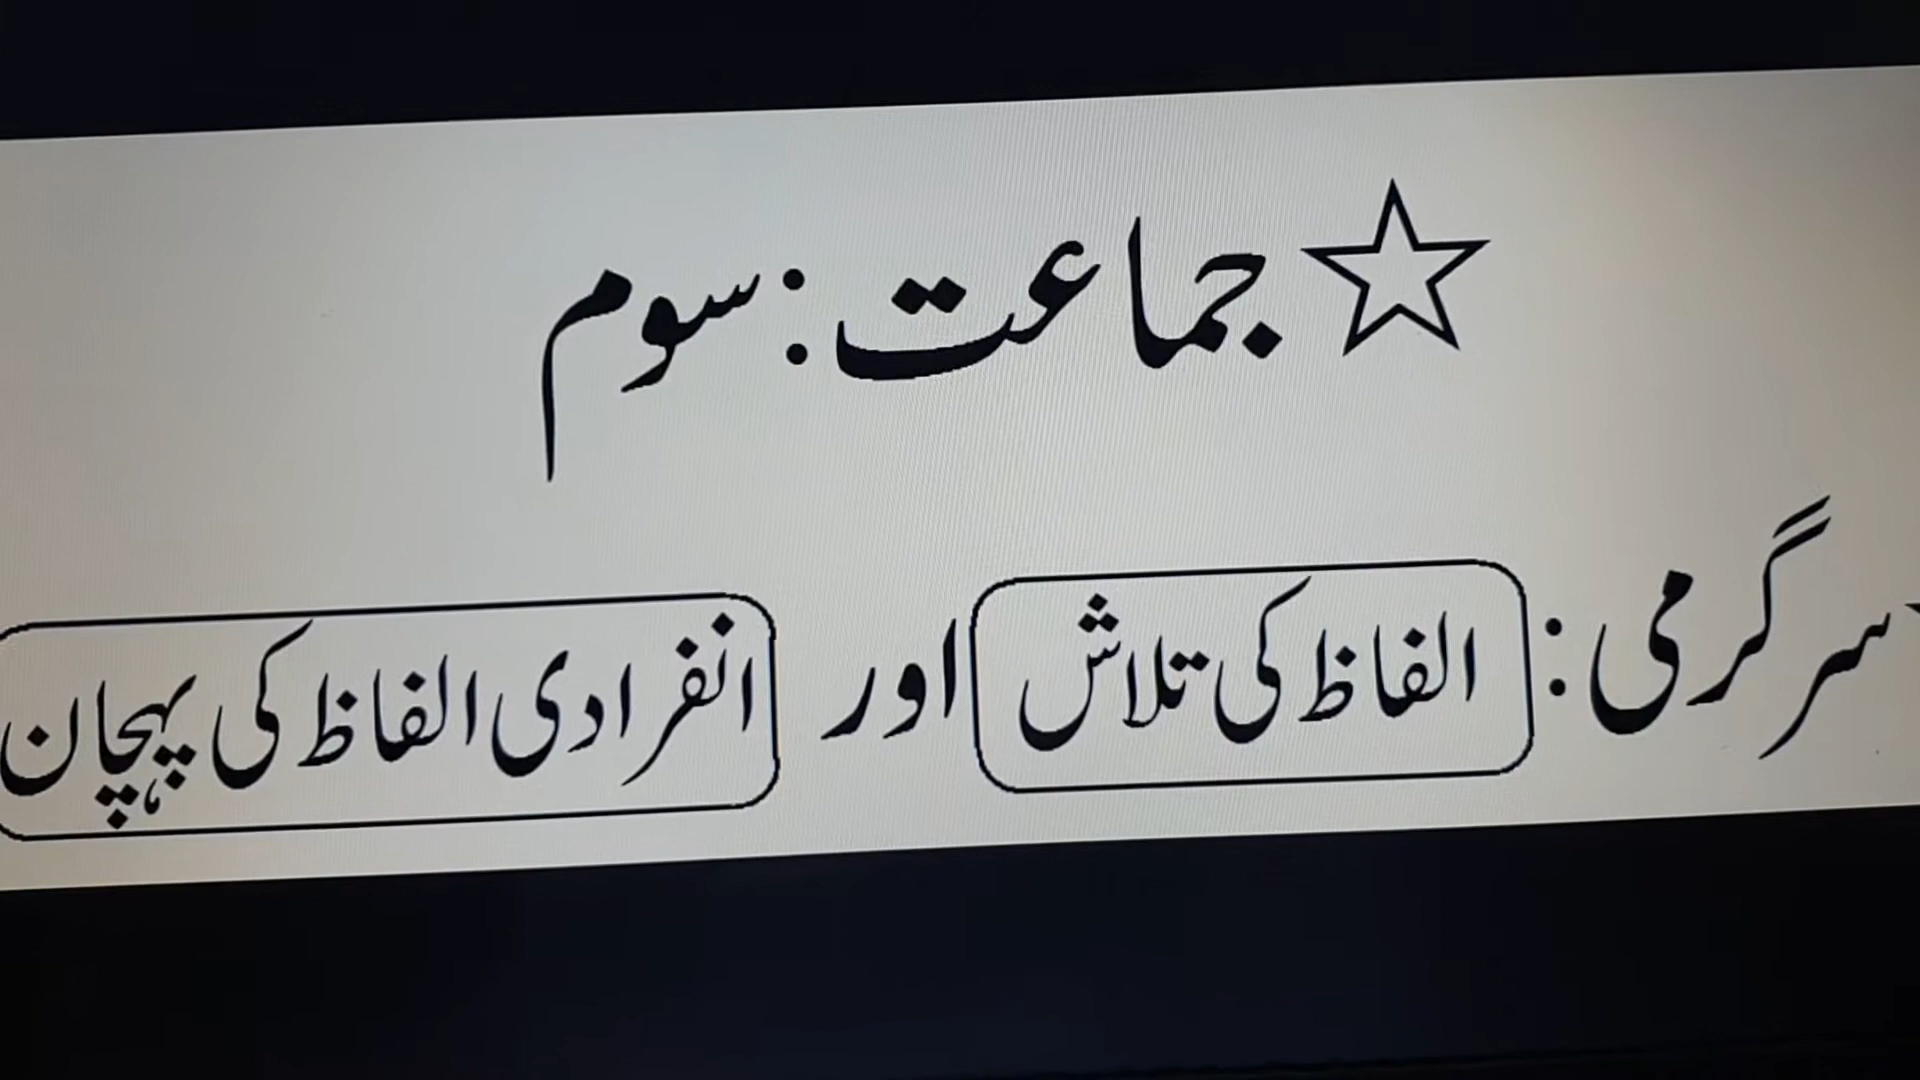 ☆ جماعت : سوم
سرگرمی : الفاظ کی تلاش اور انفرادی الفاظ کی پہچان